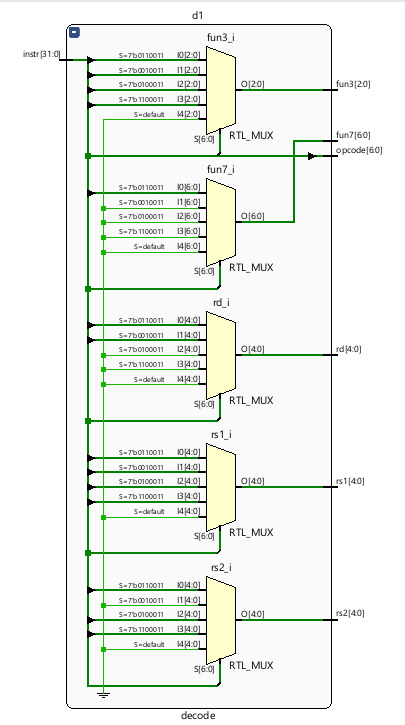 d1
instr[31:0]
fun3_i
S=7'b0110011 I0[2:0]
S=7'b0010011 I1[2:0]
S=7'b0100011 I2[2:0]
S=7'b1100011 I3[2:0]
S=default I4[2:0]
O[2:0]
fun3[2:0]
S[6:0]
RTL_MUX
fun7[6:0]
opcode[6:0]
fun7_i
S=7'b0110011 I0[6:0]
S=7'b0010011 I1[6:0]
S=7'b0100011 I2[6:0]
S=7'b1100011 I3[6:0]
S=default I4[6:0]
O[6:0]
S[6:0]
RTL_MUX
rd_i
S=7'b0110011 I0[4:0]
S=7'b0010011 I1[4:0]
S=7'b0100011 I2[4:0]
S=7'b1100011 I3[4:0]
S=default I4[4:0]
O[4:0]
rd[4:0]
S[6:0]
RTL_MUX
rs1_i
S=7'b0110011 I0[4:0]
S=7'b0010011 I1[4:0]
S=7'b0100011 I2[4:0]
S=7'b1100011 I3[4:0]
S=default I4[4:0]
O[4:0]
rs1[4:0]
S[6:0]
RTL_MUX
rs2_i
S=7'b0110011 I0[4:0]
S=7'b0010011 I1[4:0]
S=7'b0100011 I2[4:0]
S=7'b1100011 I3[4:0]
S=default I4[4:0]
O[4:0]
rs2[4:0]
S[6:0]
RTL_MUX
decode